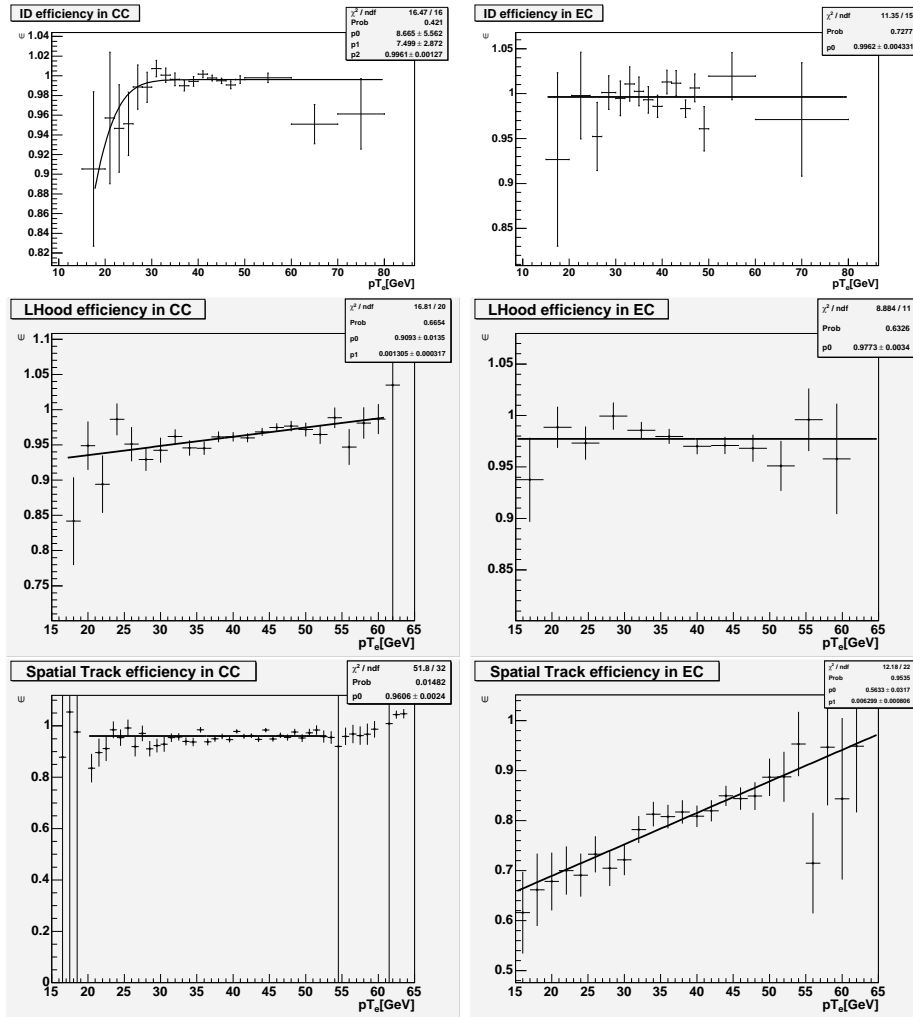 ID efficiency in CC
χ² / ndf 16.47 / 16
Prob 0.421
p0 8.665 ± 5.562
p1 7.499 ± 2.872
p2 0.9961 ± 0.00127
ε
1.04
1.02
1
0.98
0.96
0.94
0.92
0.9
0.88
0.86
0.84
0.82
10 20 30 40 50 60 70 80
pT_e[GeV]
ID efficiency in EC
χ² / ndf 11.35 / 15
Prob 0.7277
p0 0.9962 ± 0.004331
ε
1.05
1
0.95
0.9
0.85
10 20 30 40 50 60 70 80
pT_e[GeV]
LHood efficiency in CC
χ² / ndf 16.81 / 20
Prob 0.6654
p0 0.9093 ± 0.0135
p1 0.001305 ± 0.000317
ε
1.1
1.05
1
0.95
0.9
0.85
0.8
0.75
15 20 25 30 35 40 45 50 55 60 65
pT_e[GeV]
LHood efficiency in EC
χ² / ndf 8.884 / 11
Prob 0.6326
p0 0.9773 ± 0.0034
ε
1.05
1
0.95
0.9
0.85
15 20 25 30 35 40 45 50 55 60 65
pT_e[GeV]
Spatial Track efficiency in CC
χ² / ndf 51.8 / 32
Prob 0.01482
p0 0.9606 ± 0.0024
ε
1
0.8
0.6
0.4
0.2
0
15 20 25 30 35 40 45 50 55 60 65
pT_e[GeV]
Spatial Track efficiency in EC
χ² / ndf 12.18 / 22
Prob 0.9535
p0 0.5633 ± 0.0317
p1 0.006299 ± 0.000806
ε
1
0.9
0.8
0.7
0.6
0.5
15 20 25 30 35 40 45 50 55 60 65
pT_e[GeV]